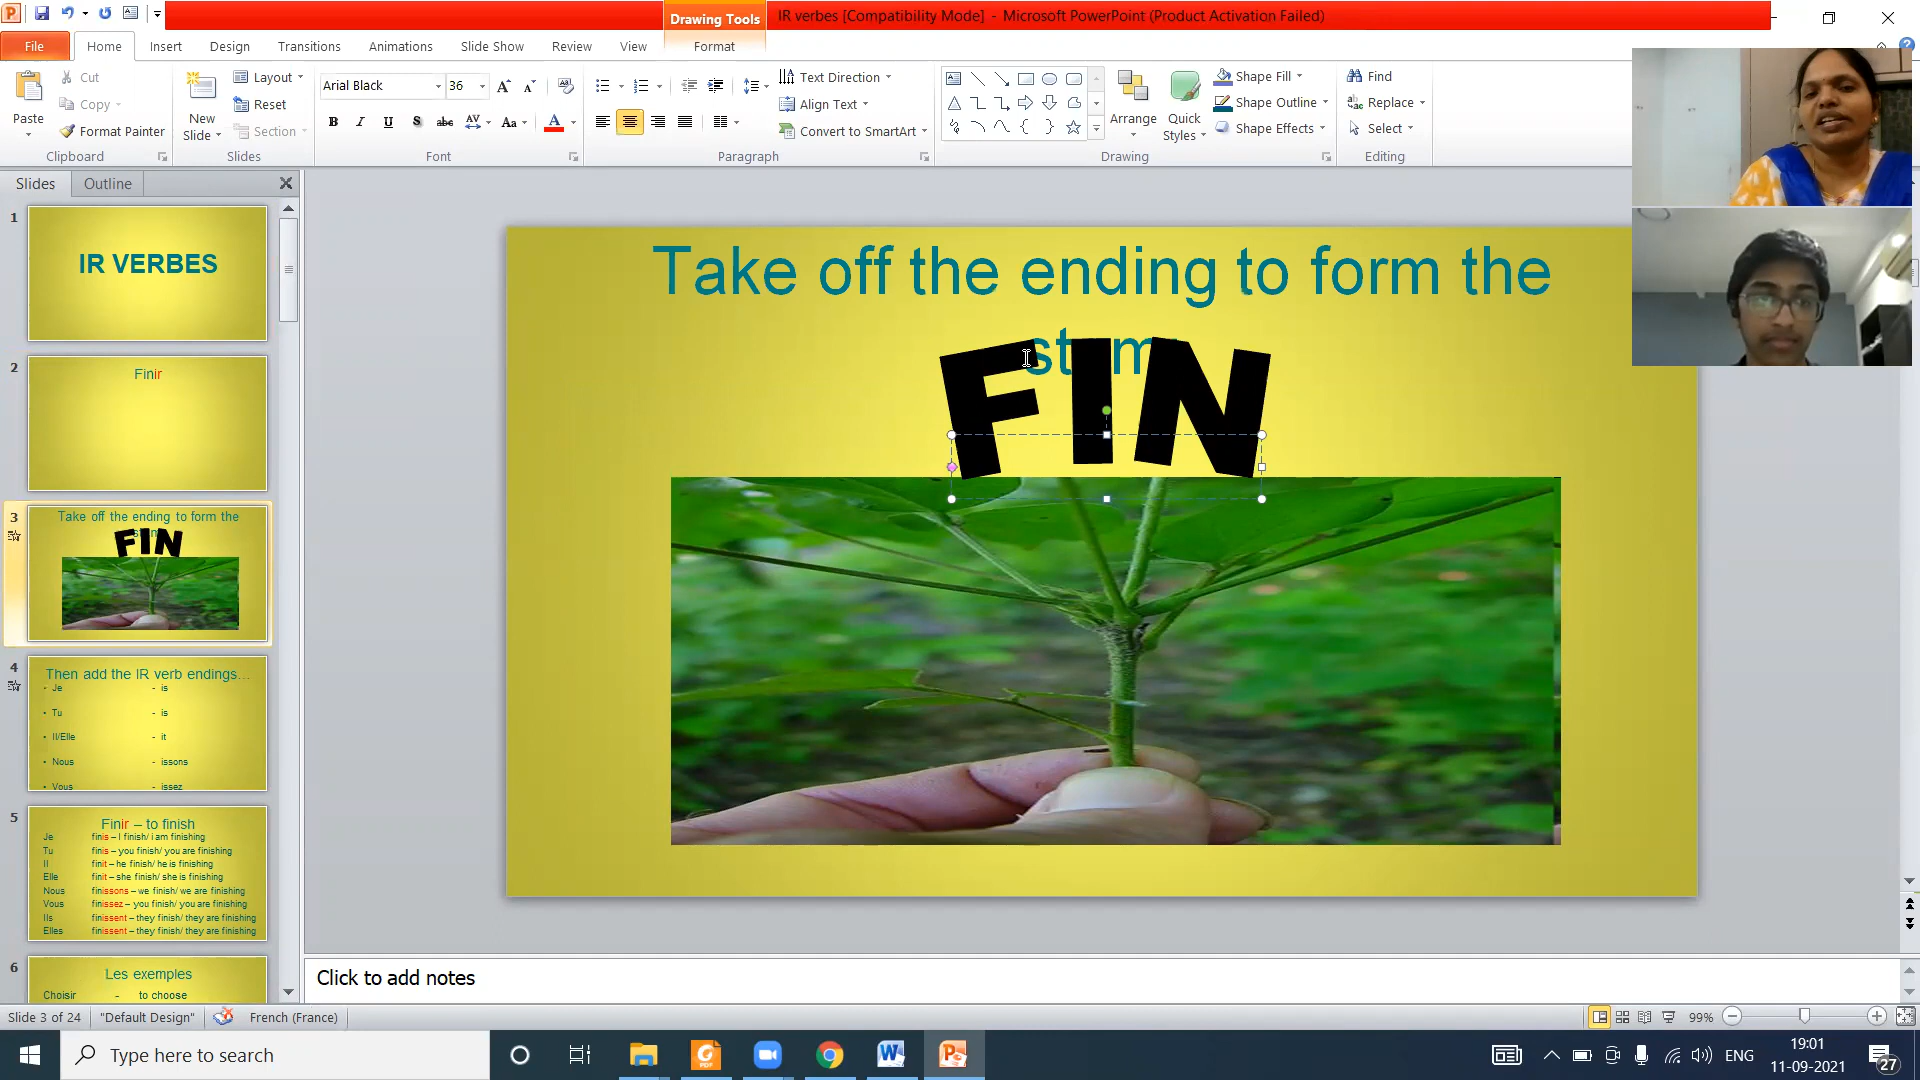 Drawing Tools
IR verbes [Compatibility Mode] - Microsoft PowerPoint (Product Activation Failed)
File Home Insert Design Transitions Animations Slide Show Review View Format
Cut
Copy
Format Painter
Paste
Clipboard
New
Slide
Layout
Reset
Section
Slides
Arial Black 36
B I U S abc AV Aa A
Font
Text Direction
Align Text
Convert to SmartArt
Paragraph
Arrange
Quick
Styles
Shape Fill
Shape Outline
Shape Effects
Drawing
Find
Replace
Select
Editing
Slides Outline
1
IR VERBES
2
Finir
3
Take off the ending to form the
FIN
4
Then add the IR verb endings...
• Je - is
• Tu - is
• Il/Elle - it
• Nous - issons
• Vous - issez
5
Finir – to finish
Je finis – I finish/ i am finishing
Tu finis – you finish/ you are finishing
Il finit – he finish/ he is finishing
Elle finit – she finish/ she is finishing
Nous finissons – we finish/ we are finishing
Vous finissez – you finish/ you are finishing
Ils finissent – they finish/ they are finishing
Elles finissent – they finish/ they are finishing
6
Les exemples
Choisir - to choose
Take off the ending to form the
stem
FIN
Click to add notes
Slide 3 of 24 "Default Design" French (France) 99%
Type here to search
ENG
19:01
11-09-2021
27